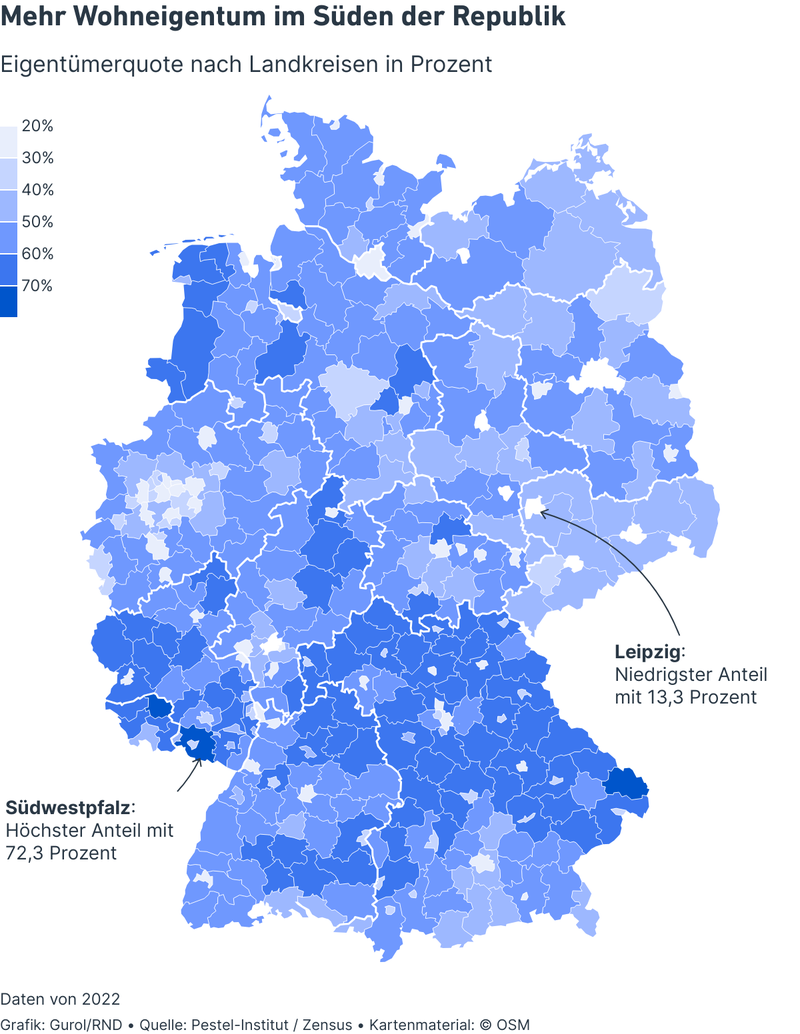 Mehr Wohneigentum im Süden der Republik
Eigentümerquote nach Landkreisen in Prozent
20%
30%
40%
50%
60%
70%
Leipzig:
Niedrigster Anteil
mit 13,3 Prozent
Südwestpfalz:
Höchster Anteil mit
72,3 Prozent
Daten von 2022
Grafik: Gurol/RND • Quelle: Pestel-Institut / Zensus • Kartenmaterial: © OSM